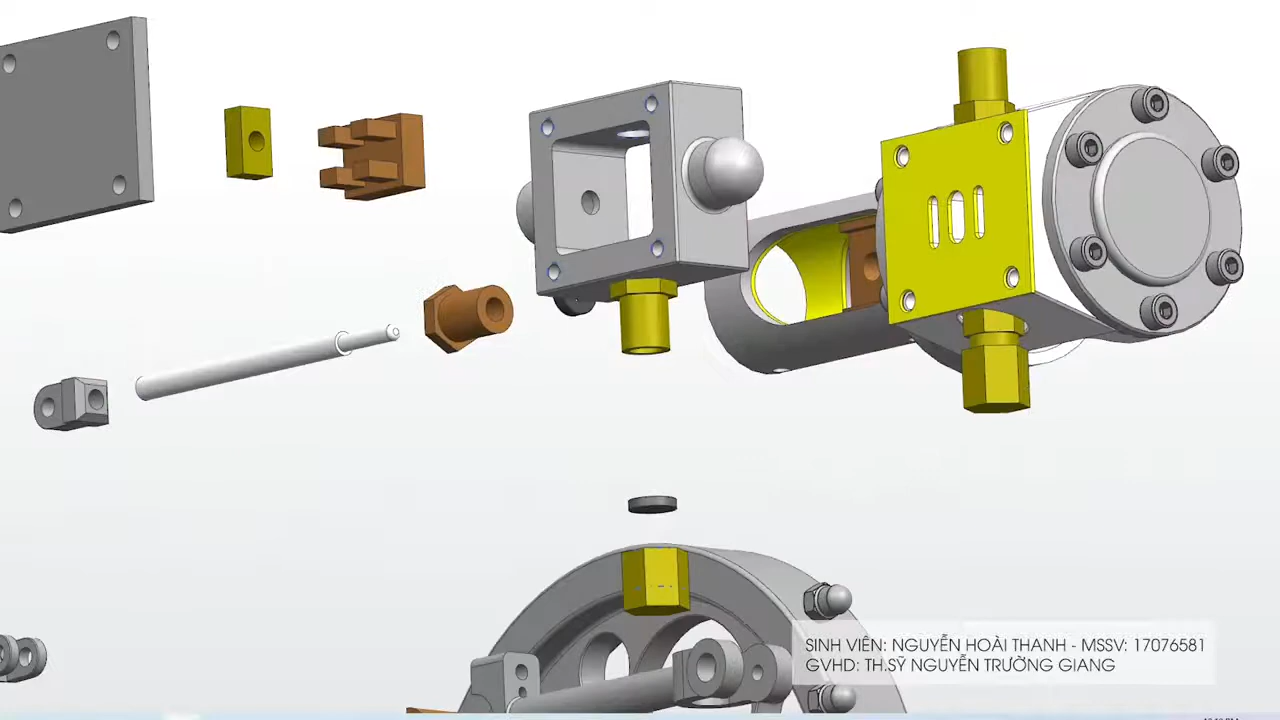 SINH VIÊN: NGUYỄN HOÀI THANH - MSSV: 17076581
GVHD: TH.SỸ NGUYỄN TRƯỜNG GIANG